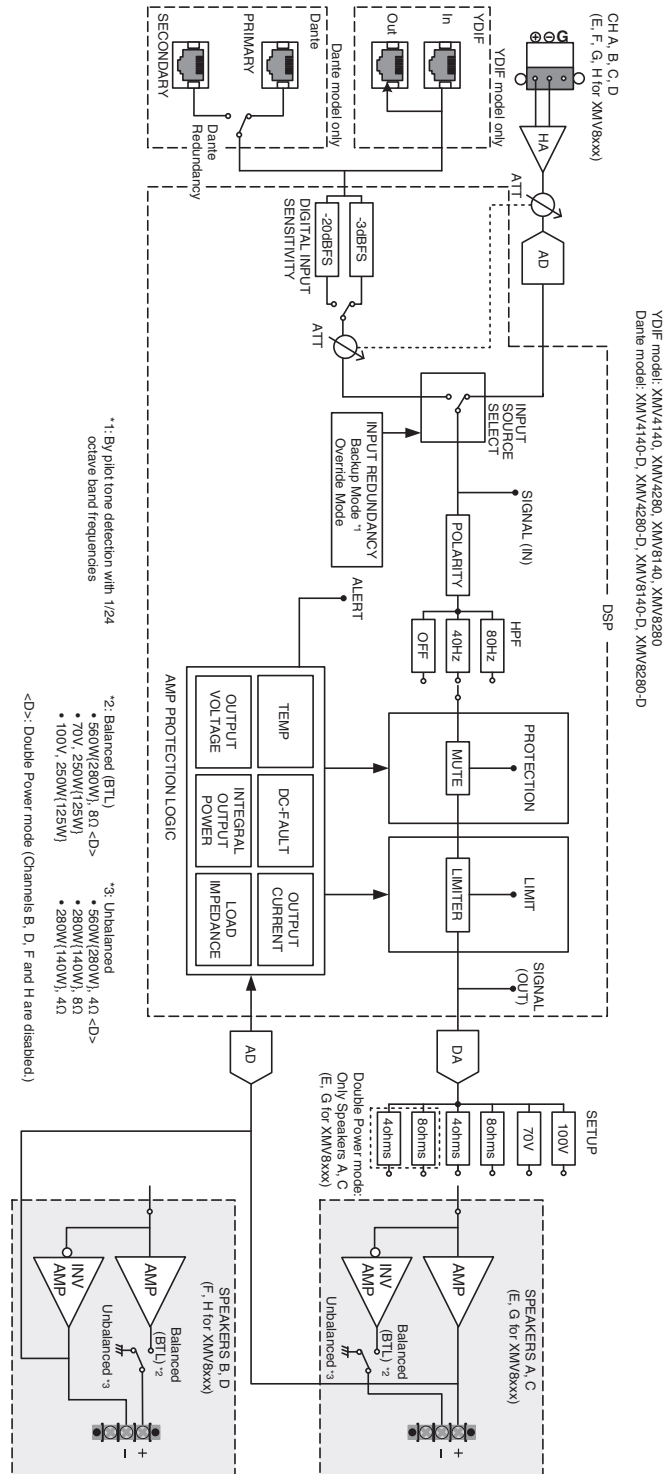 YDIF model: XMV4140, XMV4280, XMV8140, XMV8280
Dante model: XMV4140-D, XMV4280-D, XMV8140-D, XMV8280-D
CH A, B, C, D
(E, F, G, H for XMV8xxx)
G
HA
ATT
AD
YDIF model only
YDIF
In
Out
Dante model only
Dante
PRIMARY
SECONDARY
Dante
Redundancy
DSP
-3dBFS
-20dBFS
DIGITAL INPUT
SENSITIVITY
ATT
INPUT
SOURCE
SELECT
INPUT REDUNDANCY
Backup Mode *1
Override Mode
SIGNAL (IN)
POLARITY
HPF
80Hz
40Hz
OFF
PROTECTION
MUTE
LIMIT
LIMITER
SIGNAL
(OUT)
ALERT
TEMP
DC-FAULT
OUTPUT
CURRENT
OUTPUT
VOLTAGE
INTEGRAL
OUTPUT
POWER
LOAD
IMPEDANCE
AMP PROTECTION LOGIC
DA
AD
SETUP
100V
70V
8ohms
4ohms
8ohms
4ohms
Double Power mode:
Only Speakers A, C
(E, G for XMV8xxx)
SPEAKERS A, C
(E, G for XMV8xxx)
AMP
INV
AMP
Balanced
(BTL) *2
Unbalanced *3
+
-
SPEAKERS B, D
(F, H for XMV8xxx)
AMP
INV
AMP
Balanced
(BTL) *2
Unbalanced *3
+
-
*1: By pilot tone detection with 1/24
octave band frequencies
*2: Balanced (BTL)
• 560W{280W}, 8Ω <D>
• 70V, 250W{125W}
• 100V, 250W{125W}
*3: Unbalanced
• 560W{280W}, 4Ω <D>
• 280W{140W}, 8Ω
• 280W{140W}, 4Ω
<D>: Double Power mode (Channels B, D, F and H are disabled.)